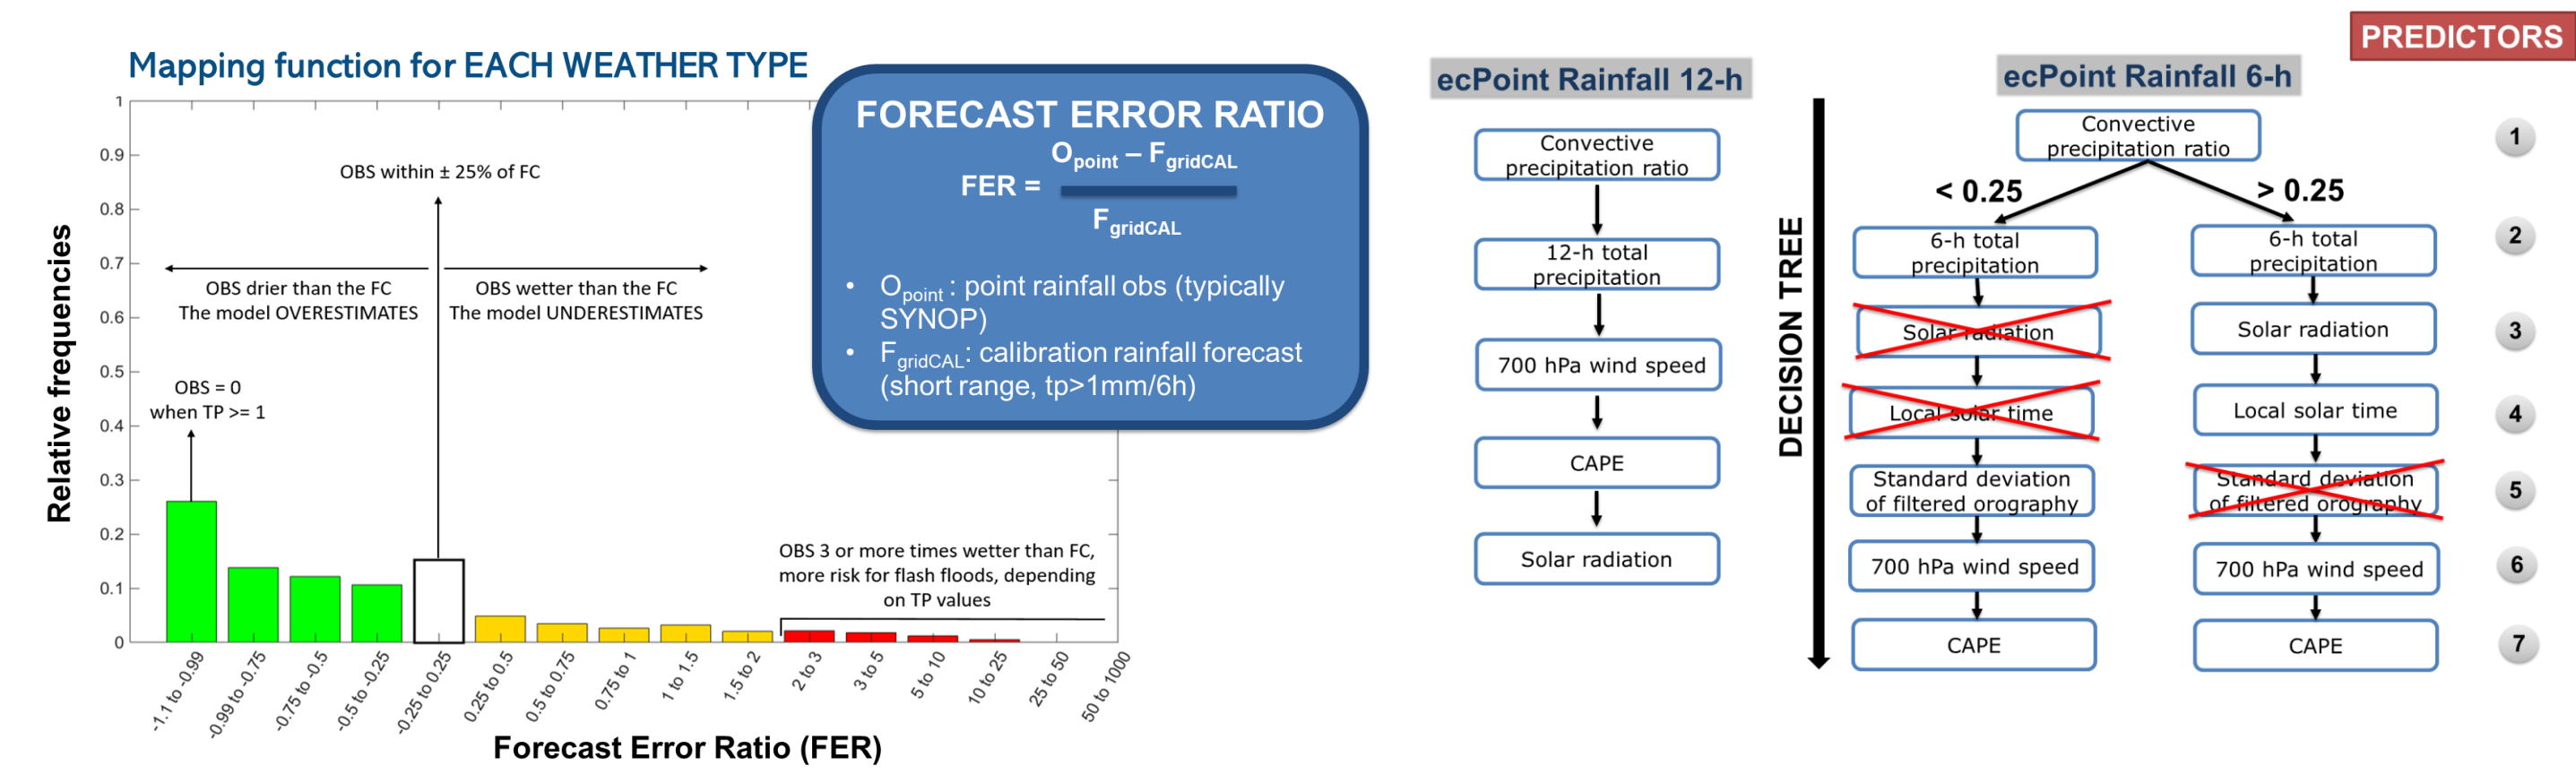 PREDICTORS
Mapping function for EACH WEATHER TYPE
1
0.9
0.8
0.7
0.6
0.5
0.4
0.3
0.2
0.1
0
Relative frequencies
OBS within ± 25% of FC
OBS drier than the FC
The model OVERESTIMATES
OBS wetter than the FC
The model UNDERESTIMATES
OBS = 0
when TP >= 1
OBS 3 or more times wetter than FC,
more risk for flash floods, depending
on TP values
-1.1 to -0.99
-0.99 to -0.75
-0.75 to -0.5
-0.5 to -0.25
-0.25 to 0.25
0.25 to 0.5
0.5 to 0.75
0.75 to 1
1 to 1.5
1.5 to 2
2 to 3
3 to 5
5 to 10
10 to 25
25 to 50
50 to 1000
Forecast Error Ratio (FER)
FORECAST ERROR RATIO
O point – F gridCAL
FER =
F gridCAL
• O point : point rainfall obs (typically
SYNOP)
• F gridCAL: calibration rainfall forecast
(short range, tp>1mm/6h)
ecPoint Rainfall 12-h
Convective
precipitation ratio
12-h total
precipitation
700 hPa wind speed
CAPE
Solar radiation
DECISION TREE
ecPoint Rainfall 6-h
Convective
precipitation ratio
< 0.25
> 0.25
6-h total
precipitation
Solar radiation
Local solar time
Standard deviation
of filtered orography
700 hPa wind speed
CAPE
6-h total
precipitation
Solar radiation
Local solar time
Standard deviation
of filtered orography
700 hPa wind speed
CAPE
1
2
3
4
5
6
7